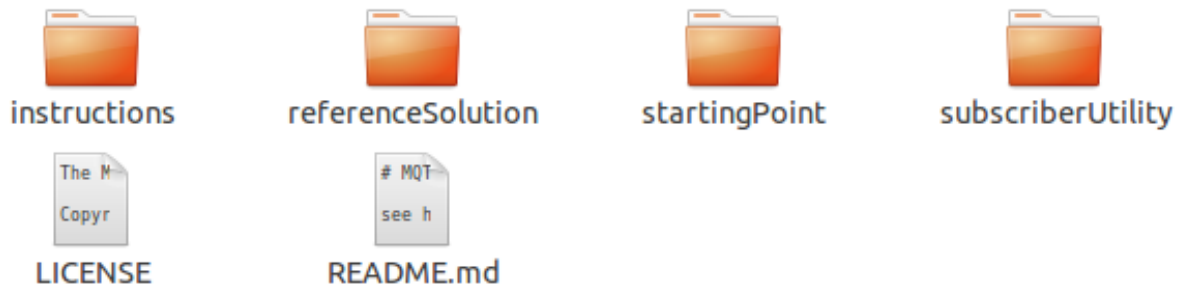 instructions
referenceSolution
startingPoint
subscriberUtility
The M
Copyr
# MQT
see h
LICENSE
README.md